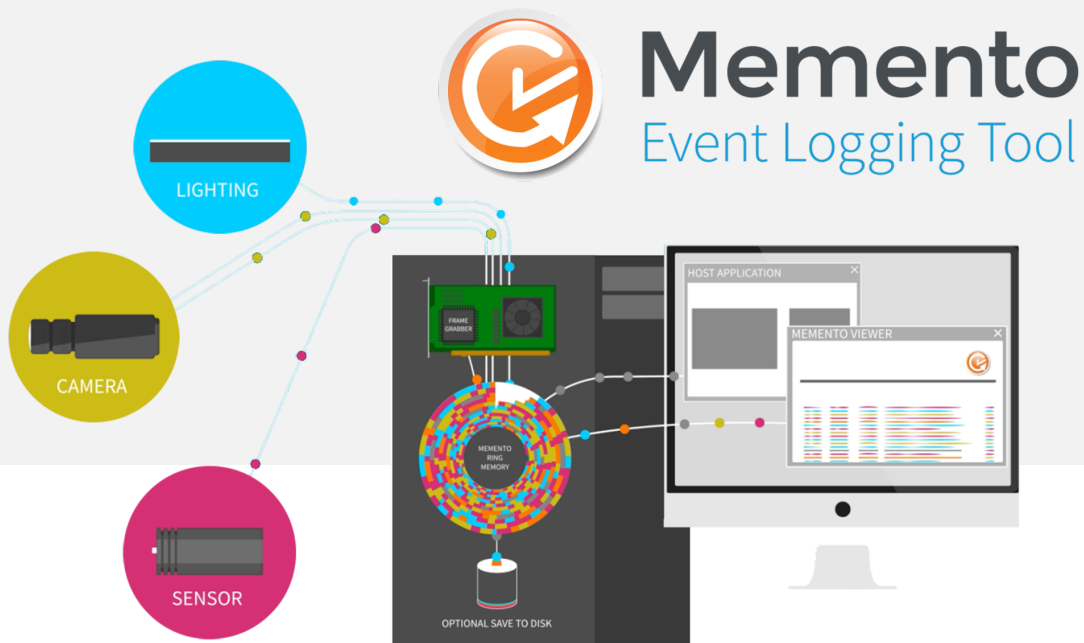 Memento
Event Logging Tool
LIGHTING
CAMERA
SENSOR
FRAME
GRABBER
MEMENTO
RING
MEMORY
OPTIONAL SAVE TO DISK
HOST APPLICATION
MEMENTO VIEWER